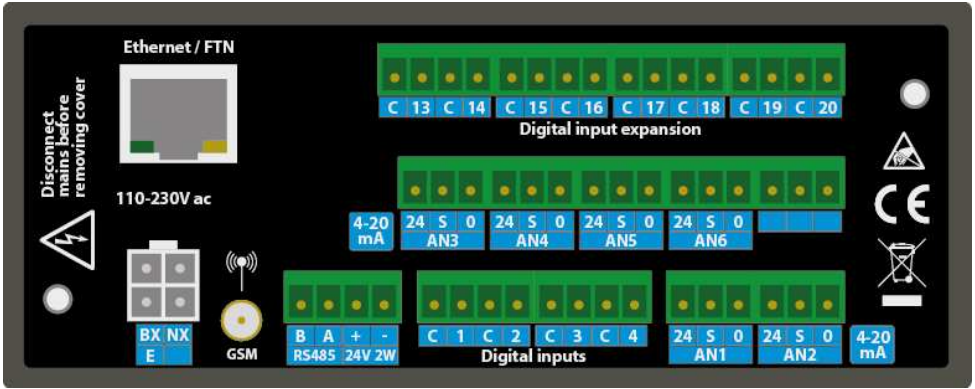 Ethernet / FTN
Disconnect
mains before
removing cover
C 13 C 14 C 15 C 16 C 17 C 18 C 19 C 20
Digital input expansion
110-230V ac
4-20
mA
24 S 0 24 S 0 24 S 0 24 S 0
AN3 AN4 AN5 AN6
CE
BX NX
E
GSM
B A + -
RS485 24V 2W
C 1 C 2 C 3 C 4
Digital inputs
24 S 0 24 S 0
AN1 AN2
4-20
mA